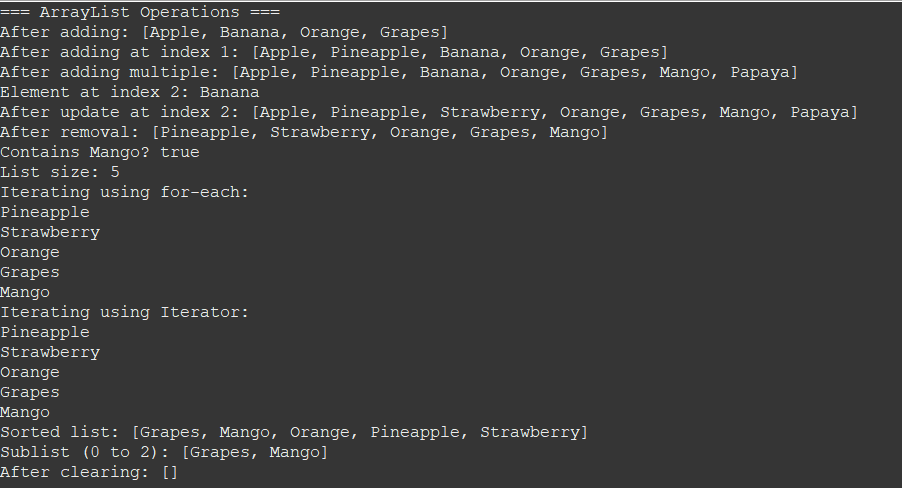 === ArrayList Operations ===
After adding: [Apple, Banana, Orange, Grapes]
After adding at index 1: [Apple, Pineapple, Banana, Orange, Grapes]
After adding multiple: [Apple, Pineapple, Banana, Orange, Grapes, Mango, Papaya]
Element at index 2: Banana
After update at index 2: [Apple, Pineapple, Strawberry, Orange, Grapes, Mango, Papaya]
After removal: [Pineapple, Strawberry, Orange, Grapes, Mango]
Contains Mango? true
List size: 5
Iterating using for-each:
Pineapple
Strawberry
Orange
Grapes
Mango
Iterating using Iterator:
Pineapple
Strawberry
Orange
Grapes
Mango
Sorted list: [Grapes, Mango, Orange, Pineapple, Strawberry]
Sublist (0 to 2): [Grapes, Mango]
After clearing: []